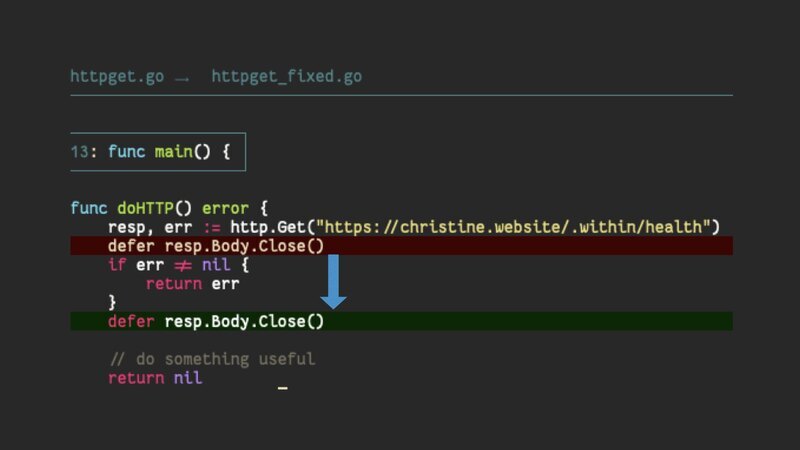 httpget.go → httpget_fixed.go
13: func main() {
func doHTTP() error {
resp, err := http.Get("https://christine.website/.within/health")
defer resp.Body.Close()
if err ≠ nil {
return err
}
defer resp.Body.Close()
// do something useful
return nil